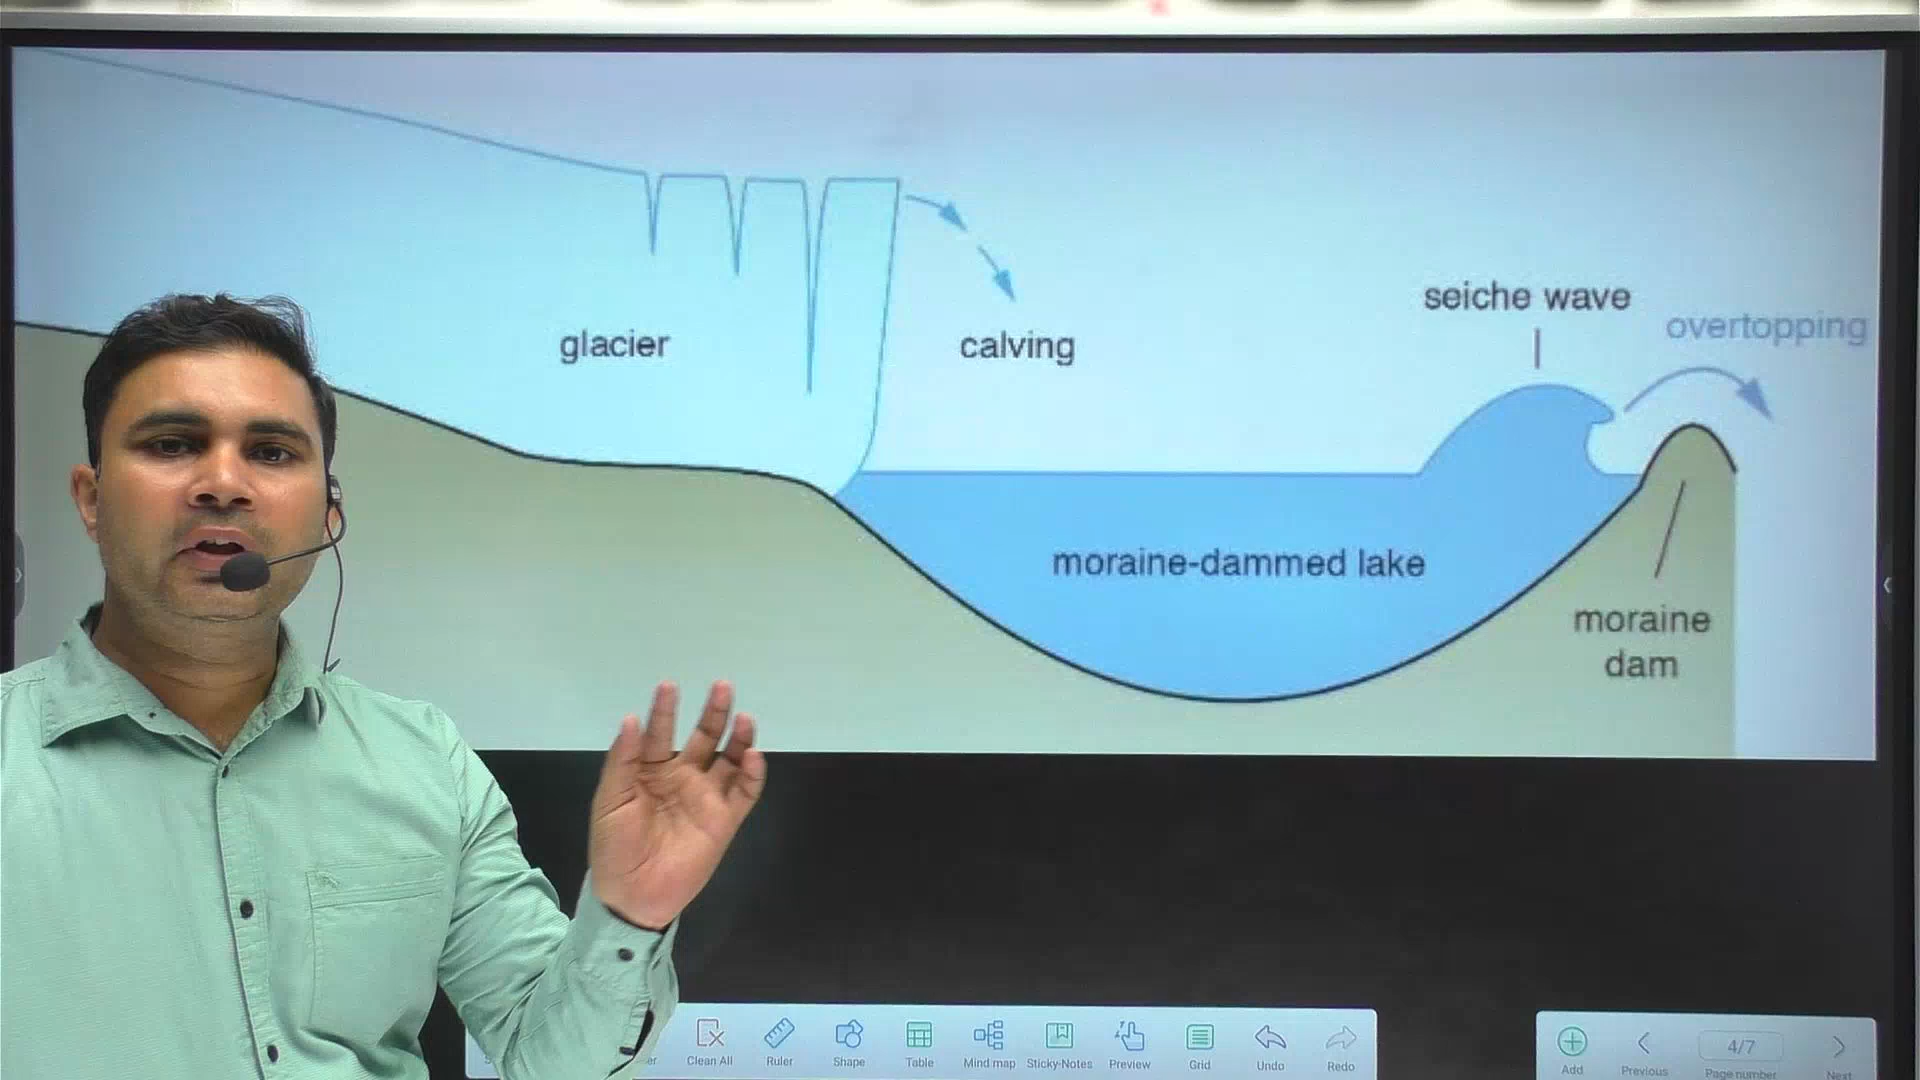 glacier
calving
seiche wave
overtopping
moraine-dammed lake
moraine
dam
Clean All
Ruler
Shape
Table
Mind map
Sticky-Notes
Preview
Grid
Undo
Redo
Add
Previous
4/7
Page number
Next